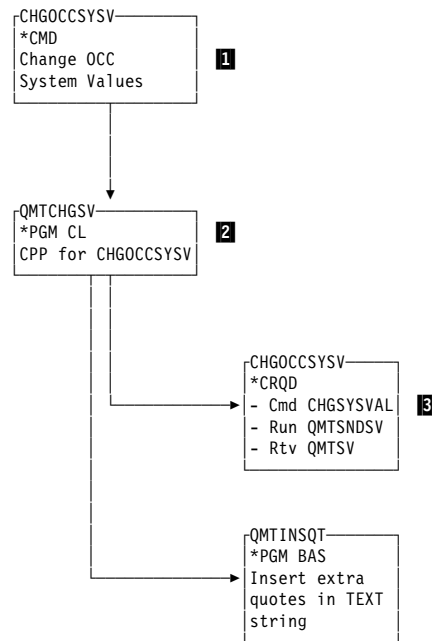 CHGOCCSYSV
*CMD
Change OCC
System Values
1
QMTCHGSV
*PGM CL
CPP for CHGOCCSYSV
2
CHGOCCSYSV
*CRQD
- Cmd CHGSYSVAL
- Run QMTSNDSV
- Rtv QMTSV
3
QMTINSQT
*PGM BAS
Insert extra
quotes in TEXT
string